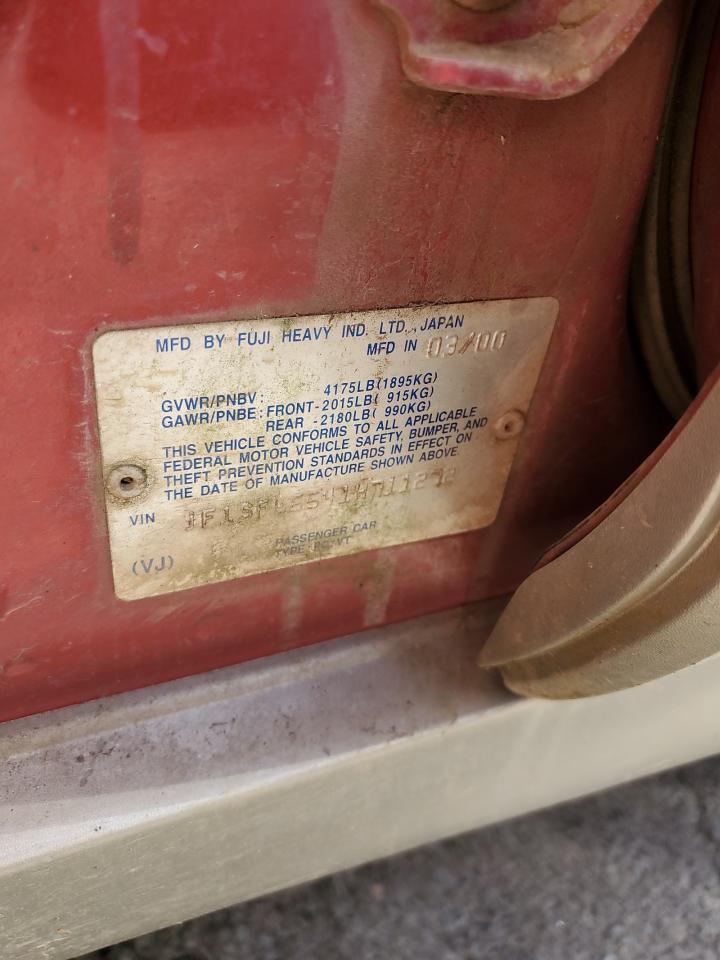 MFD BY FUJI HEAVY IND. LTD., JAPAN
MFD IN 03/00
GVWR/PNBV: 4175LB(1895KG)
GAWR/PNBE: FRONT-2015LB( 915KG)
REAR -2180LB( 990KG)
THIS VEHICLE CONFORMS TO ALL APPLICABLE
FEDERAL MOTOR VEHICLE SAFETY, BUMPER, AND
THEFT PREVENTION STANDARDS IN EFFECT ON
THE DATE OF MANUFACTURE SHOWN ABOVE.
VIN
PASSENGER CAR
(VJ) TYPE: